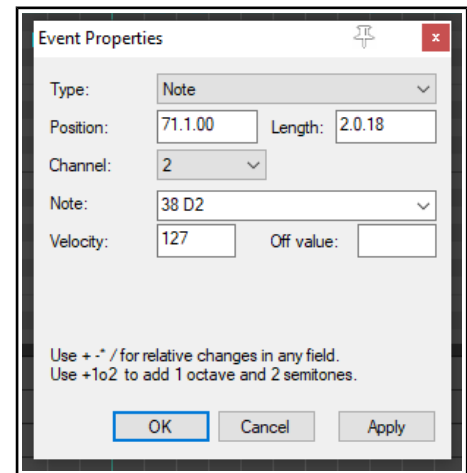 Event Properties
Type: Note
Position: 71.1.00 Length: 2.0.18
Channel: 2
Note: 38 D2
Velocity: 127 Off value:
Use + -* / for relative changes in any field.
Use +1o2 to add 1 octave and 2 semitones.
OK Cancel Apply